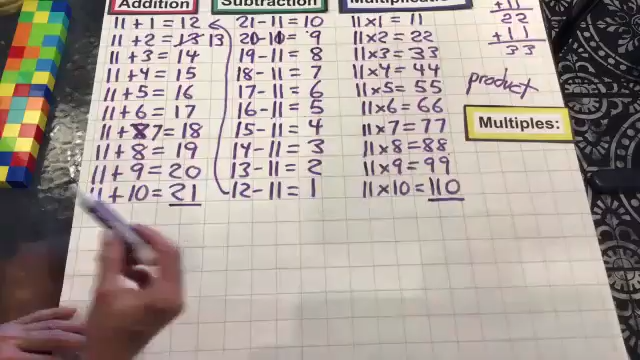 Addition
11 + 1 = 12
11 + 2 = 13 13
11 + 3 = 14
11 + 4 = 15
11 + 5 = 16
11 + 6 = 17
11 + 8 7 = 18
11 + 8 = 19
11 + 9 = 20
11 + 10 = 21
Subtraction
21 - 11 = 10
20 - 11 = 9
19 - 11 = 8
18 - 11 = 7
17 - 11 = 6
16 - 11 = 5
15 - 11 = 4
14 - 11 = 3
13 - 11 = 2
12 - 11 = 1
Multiplication
11 x 1 = 11
11 x 2 = 22
11 x 3 = 33
11 x 4 = 44
11 x 5 = 55
11 x 6 = 66
11 x 7 = 77
11 x 8 = 88
11 x 9 = 99
11 x 10 = 110
+ 11
22
+ 11
33
product
Multiples: